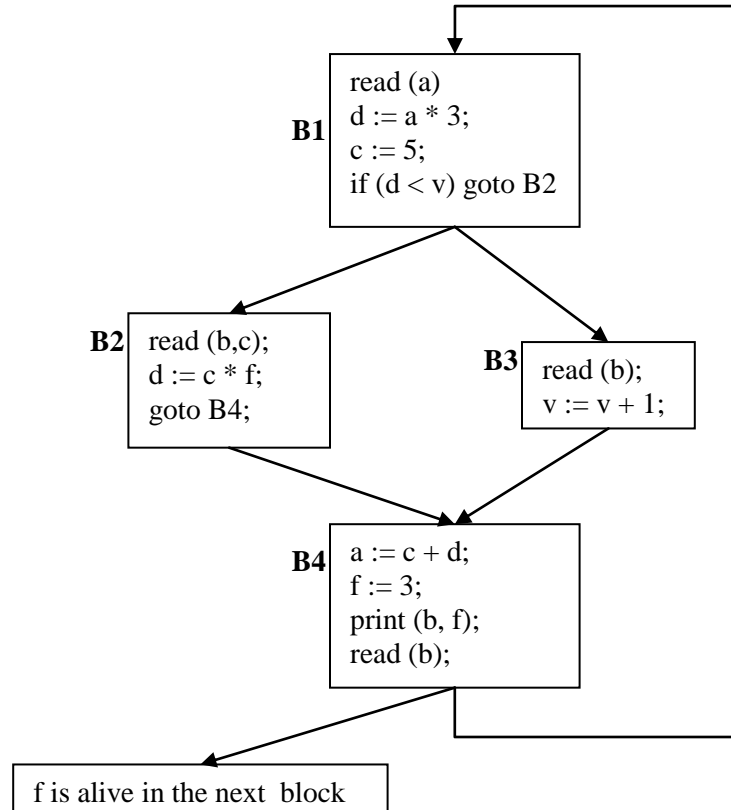 B1
read (a)
d := a * 3;
c := 5;
if (d < v) goto B2
B2
read (b,c);
d := c * f;
goto B4;
B3
read (b);
v := v + 1;
B4
a := c + d;
f := 3;
print (b, f);
read (b);
f is alive in the next block